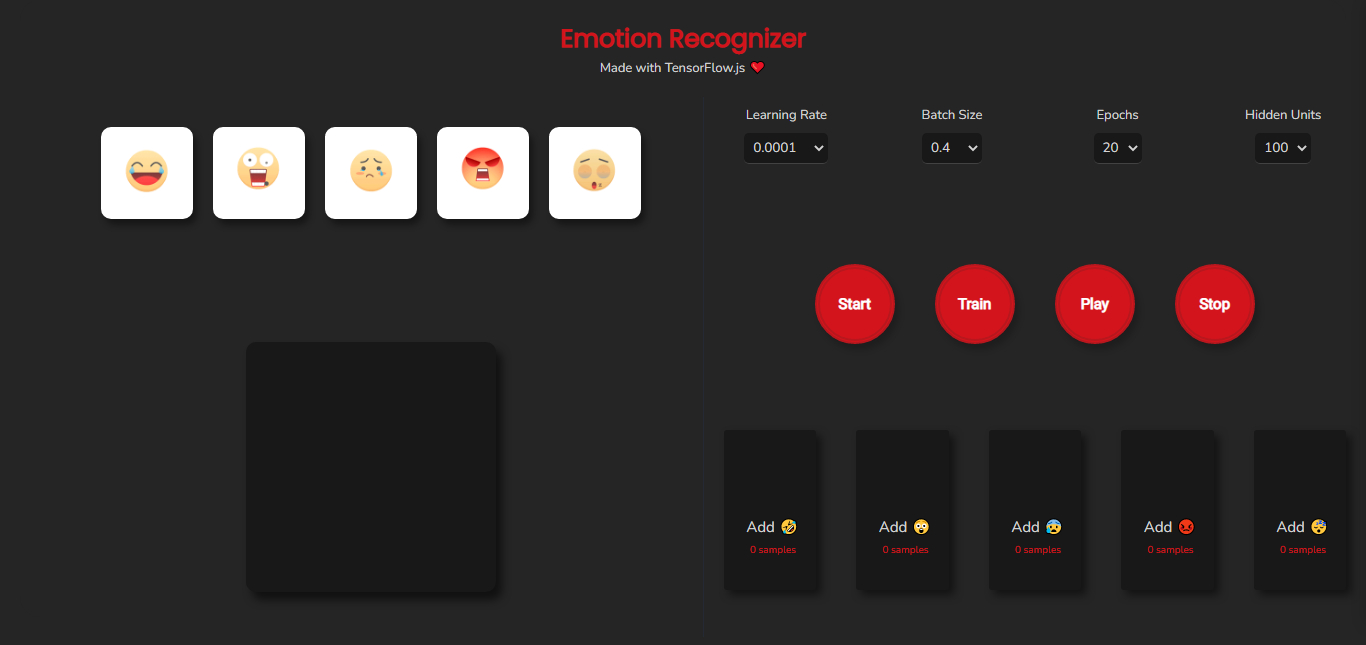 Emotion Recognizer
Made with TensorFlow.js ❤️
Learning Rate Batch Size Epochs Hidden Units
0.0001 0.4 20 100
Start Train Play Stop
Add 🤣 Add 😳 Add 😰 Add 😡 Add 😴
0 samples 0 samples 0 samples 0 samples 0 samples